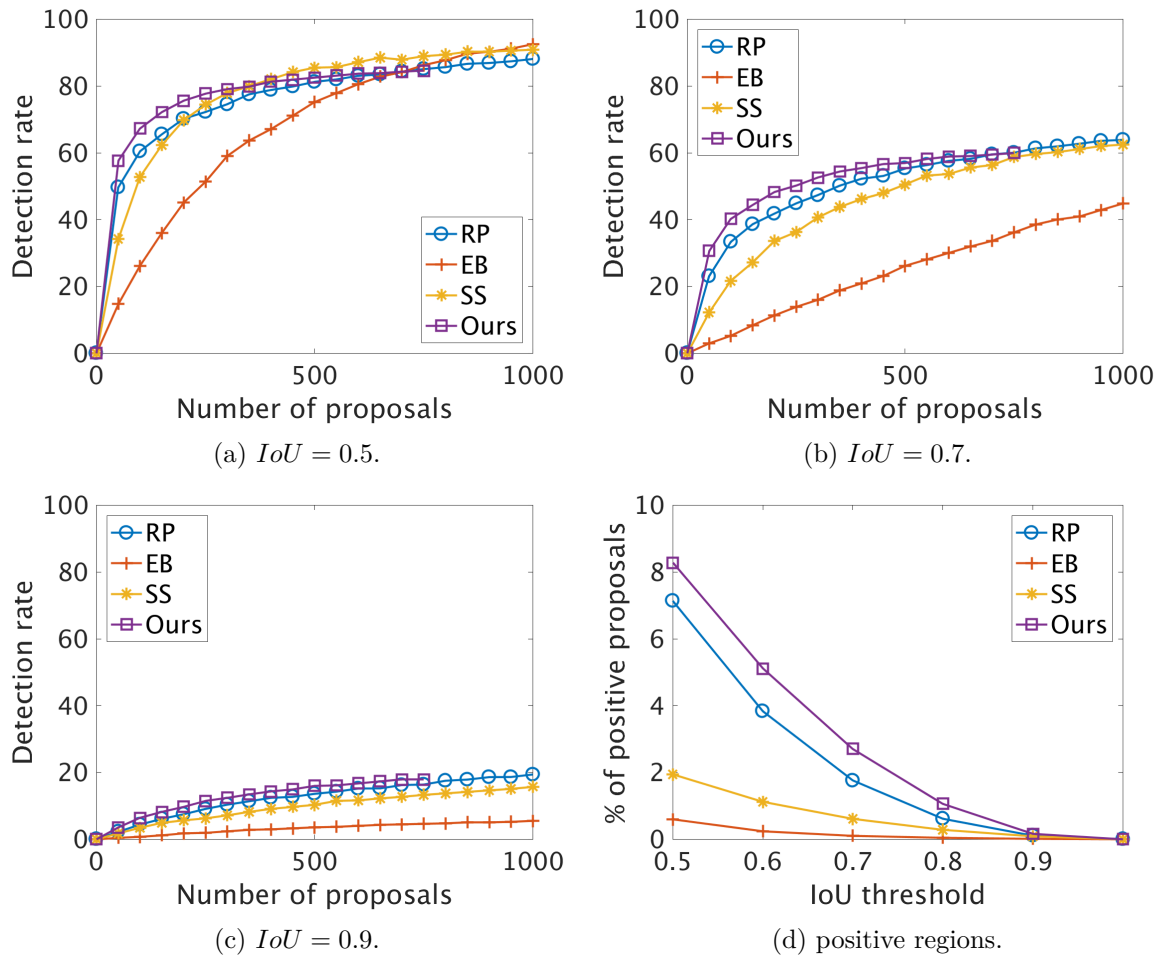 100
80
60
40
20
0
Detection rate
RP
EB
SS
Ours
0
500
1000
Number of proposals
(a) IoU = 0.5.
100
80
60
40
20
0
Detection rate
RP
EB
SS
Ours
0
500
1000
Number of proposals
(b) IoU = 0.7.
100
80
60
40
20
0
Detection rate
RP
EB
SS
Ours
0
500
1000
Number of proposals
(c) IoU = 0.9.
10
8
6
4
2
0
% of positive proposals
RP
EB
SS
Ours
0.5
0.6
0.7
0.8
0.9
IoU threshold
(d) positive regions.